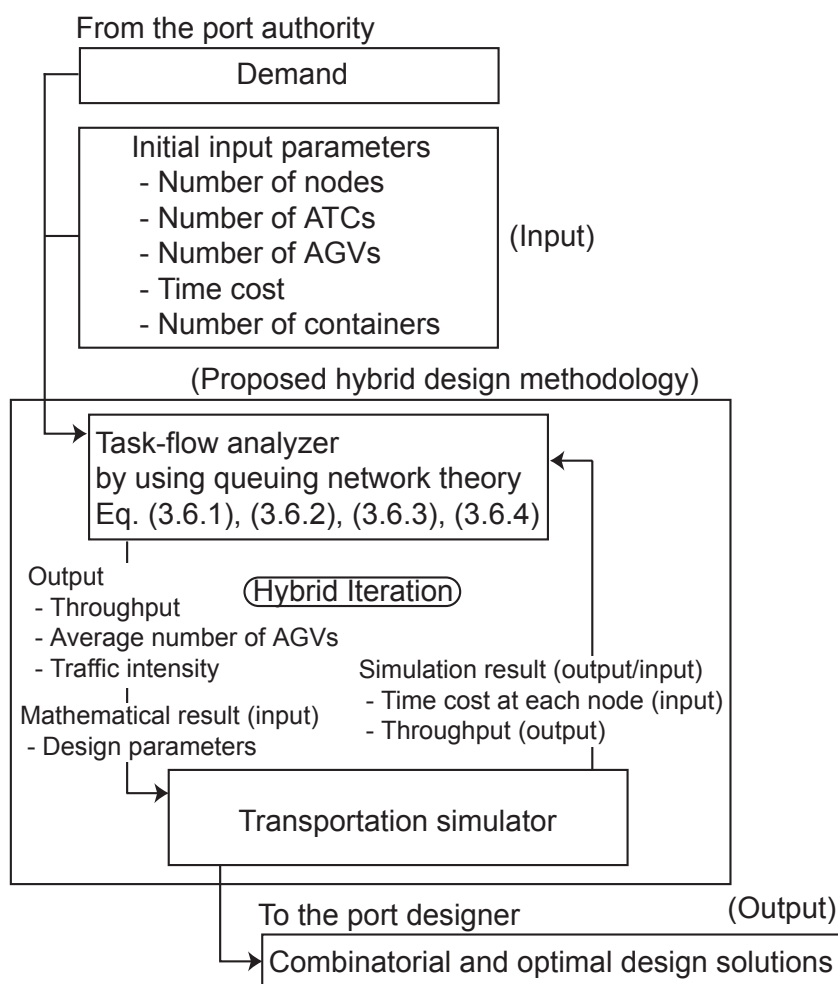 From the port authority
Demand
Initial input parameters
- Number of nodes
- Number of ATCs
- Number of AGVs
- Time cost
- Number of containers
(Input)
(Proposed hybrid design methodology)
Task-flow analyzer
by using queuing network theory
Eq. (3.6.1), (3.6.2), (3.6.3), (3.6.4)
Output
- Throughput
- Average number of AGVs
- Traffic intensity
Hybrid Iteration
Mathematical result (input)
- Design parameters
Simulation result (output/input)
- Time cost at each node (input)
- Throughput (output)
Transportation simulator
To the port designer
(Output)
Combinatorial and optimal design solutions